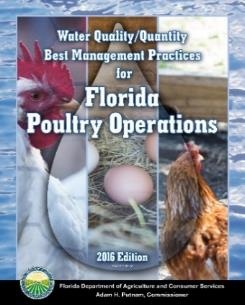 Water Quality/Quantity
Best Management Practices
for
Florida
Poultry Operations
2016 Edition
Florida Department of Agriculture and Consumer Services
Adam H. Putnam, Commissioner